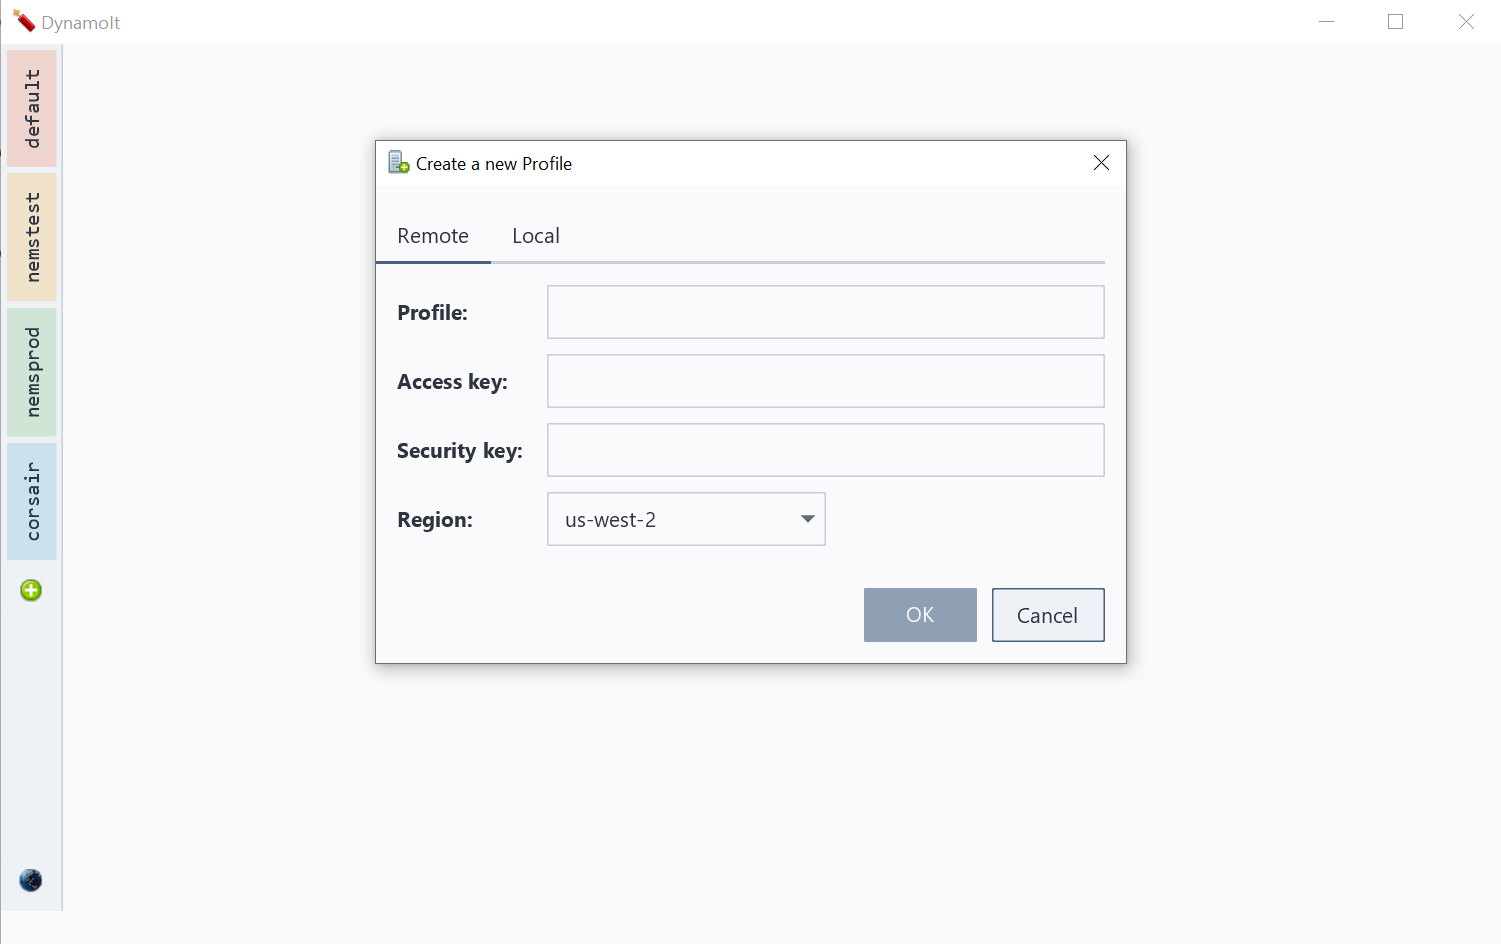 Dynamolt
default
nemstest
nemsprod
corsair
Create a new Profile
Remote Local
Profile:
Access key:
Security key:
Region: us-west-2
OK Cancel